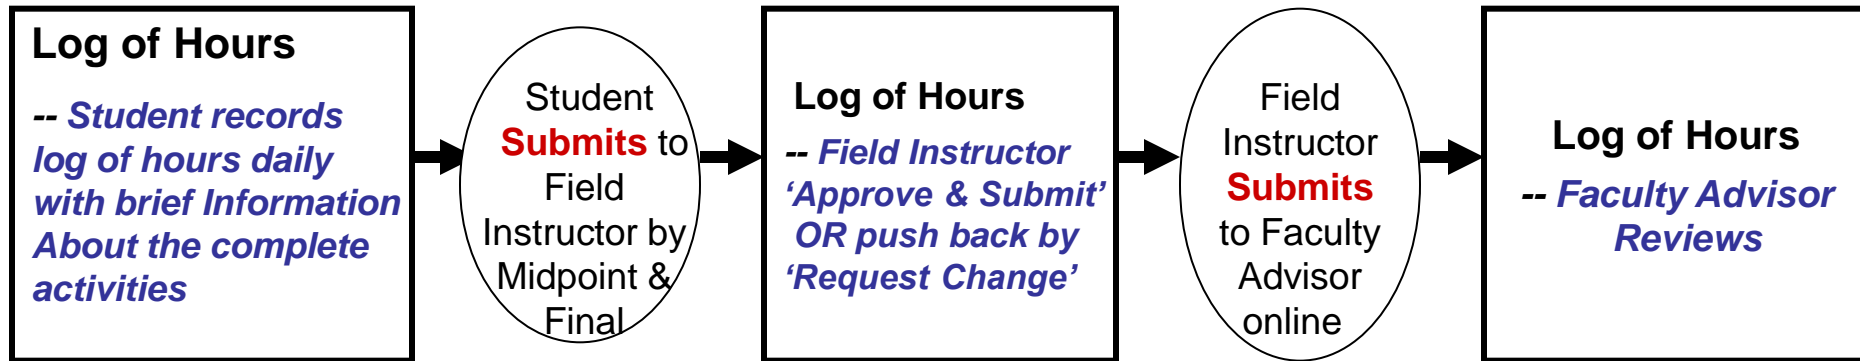 Log of Hours
-- Student records
log of hours daily
with brief Information
About the complete
activities
Student
Submits to
Field
Instructor by
Midpoint &
Final
Log of Hours
-- Field Instructor
‘Approve & Submit’
OR push back by
‘Request Change’
Field
Instructor
Submits
to Faculty
Advisor
online
Log of Hours
-- Faculty Advisor
Reviews